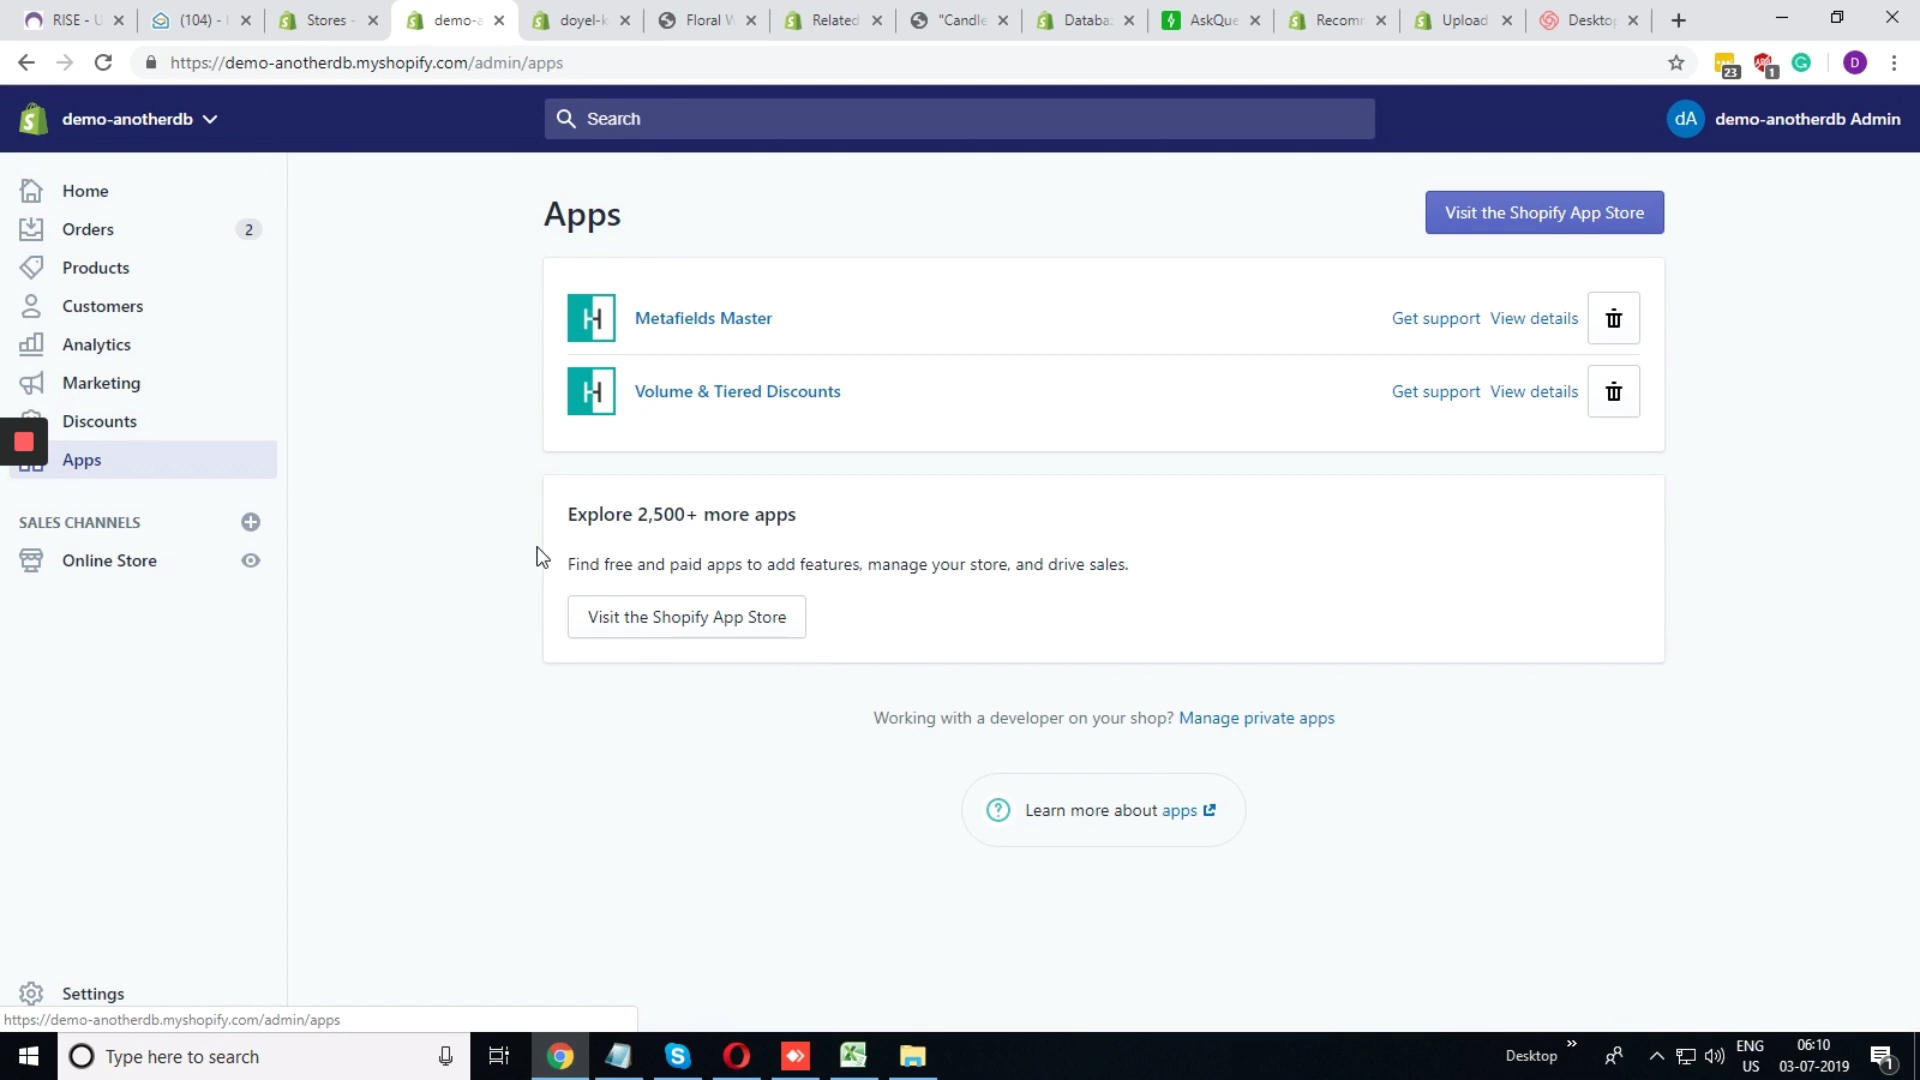 RISE - U
(104) - I
Stores -
demo-a
doyel-k
Floral W
Related
"Candle
Databa
AskQue
Recomm
Upload
Desktop
https://demo-anotherdb.myshopify.com/admin/apps
23
1
D
demo-anotherdb
Search
dA
demo-anotherdb Admin
Home
Orders
2
Products
Customers
Analytics
Marketing
Discounts
Apps
SALES CHANNELS
Online Store
Settings
Apps
Visit the Shopify App Store
Metafields Master
Get support
View details
Volume & Tiered Discounts
Get support
View details
Explore 2,500+ more apps
Find free and paid apps to add features, manage your store, and drive sales.
Visit the Shopify App Store
Working with a developer on your shop? Manage private apps
Learn more about apps
https://demo-anotherdb.myshopify.com/admin/apps
Type here to search
Desktop
ENG
US
06:10
03-07-2019
1